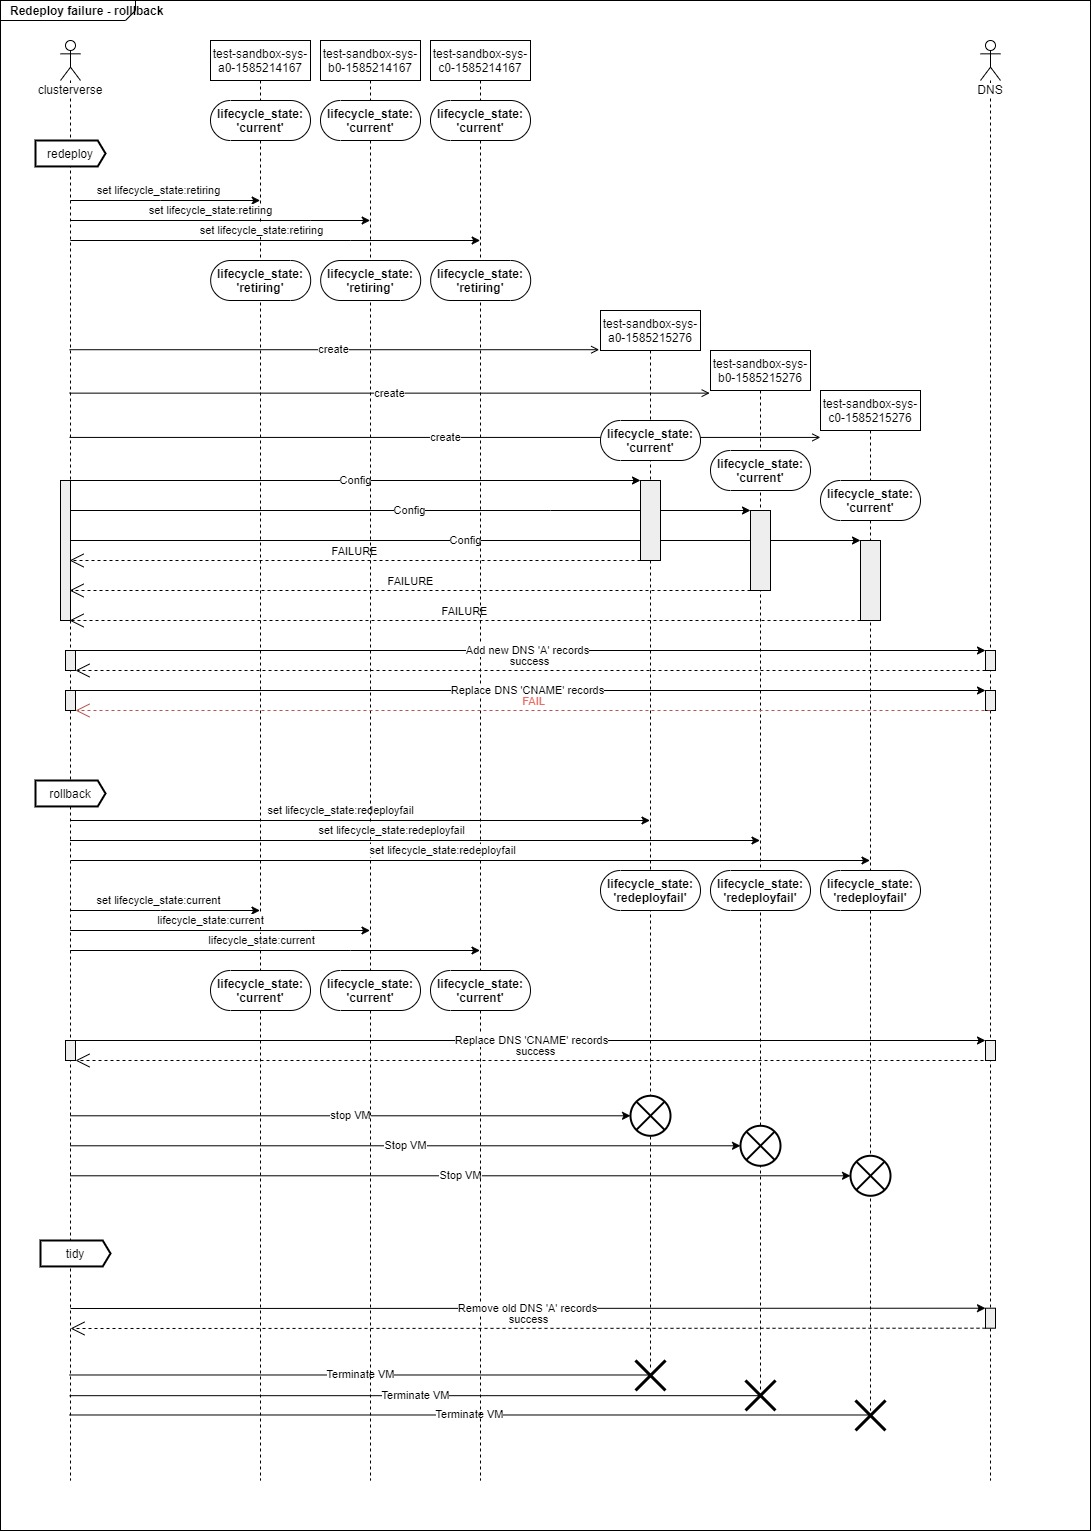 Redeploy failure - rollback
clusterverse
test-sandbox-sys-
a0-1585214167
test-sandbox-sys-
b0-1585214167
test-sandbox-sys-
c0-1585214167
DNS
lifecycle_state:
'current'
lifecycle_state:
'current'
lifecycle_state:
'current'
redeploy
set lifecycle_state:retiring
set lifecycle_state:retiring
set lifecycle_state:retiring
lifecycle_state:
'retiring'
lifecycle_state:
'retiring'
lifecycle_state:
'retiring'
test-sandbox-sys-
a0-1585215276
create
test-sandbox-sys-
b0-1585215276
create
test-sandbox-sys-
c0-1585215276
create
lifecycle_state:
'current'
lifecycle_state:
'current'
lifecycle_state:
'current'
Config
Config
Config
FAILURE
FAILURE
FAILURE
Add new DNS 'A' records
success
Replace DNS 'CNAME' records
FAIL
rollback
set lifecycle_state:redeployfail
set lifecycle_state:redeployfail
set lifecycle_state:redeployfail
lifecycle_state:
'redeployfail'
lifecycle_state:
'redeployfail'
lifecycle_state:
'redeployfail'
set lifecycle_state:current
lifecycle_state:current
lifecycle_state:current
lifecycle_state:
'current'
lifecycle_state:
'current'
lifecycle_state:
'current'
Replace DNS 'CNAME' records
success
stop VM
Stop VM
Stop VM
tidy
Remove old DNS 'A' records
success
Terminate VM
Terminate VM
Terminate VM